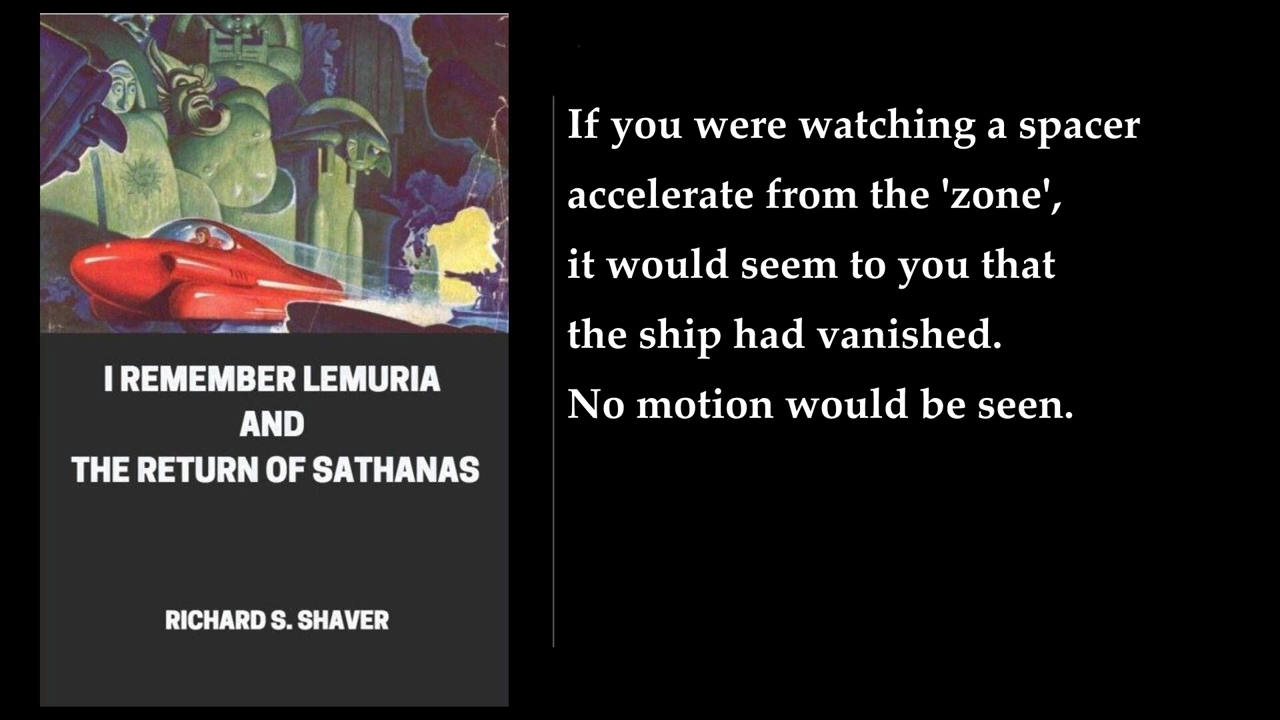 I REMEMBER LEMURIA
AND
THE RETURN OF SATHANAS
RICHARD S. SHAVER
If you were watching a spacer
accelerate from the 'zone',
it would seem to you that
the ship had vanished.
No motion would be seen.